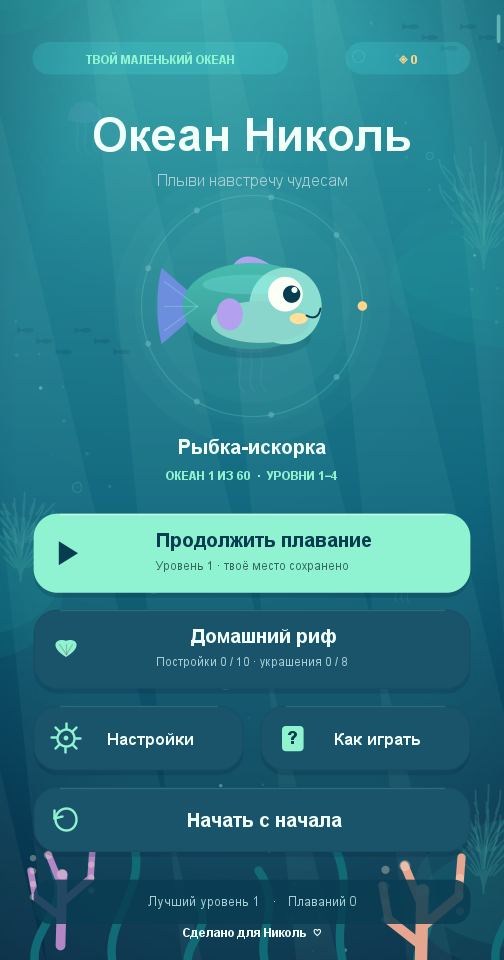 ТВОЙ МАЛЕНЬКИЙ ОКЕАН
◈ 0
Океан Николь
Плыви навстречу чудесам
Рыбка-искорка
ОКЕАН 1 ИЗ 60 · УРОВНИ 1–4
Продолжить плавание
Уровень 1 · твоё место сохранено
Домашний риф
Постройки 0 / 10 · украшения 0 / 8
Настройки
? Как играть
Начать с начала
Лучший уровень 1 · Плаваний 0
Сделано для Николь ♡